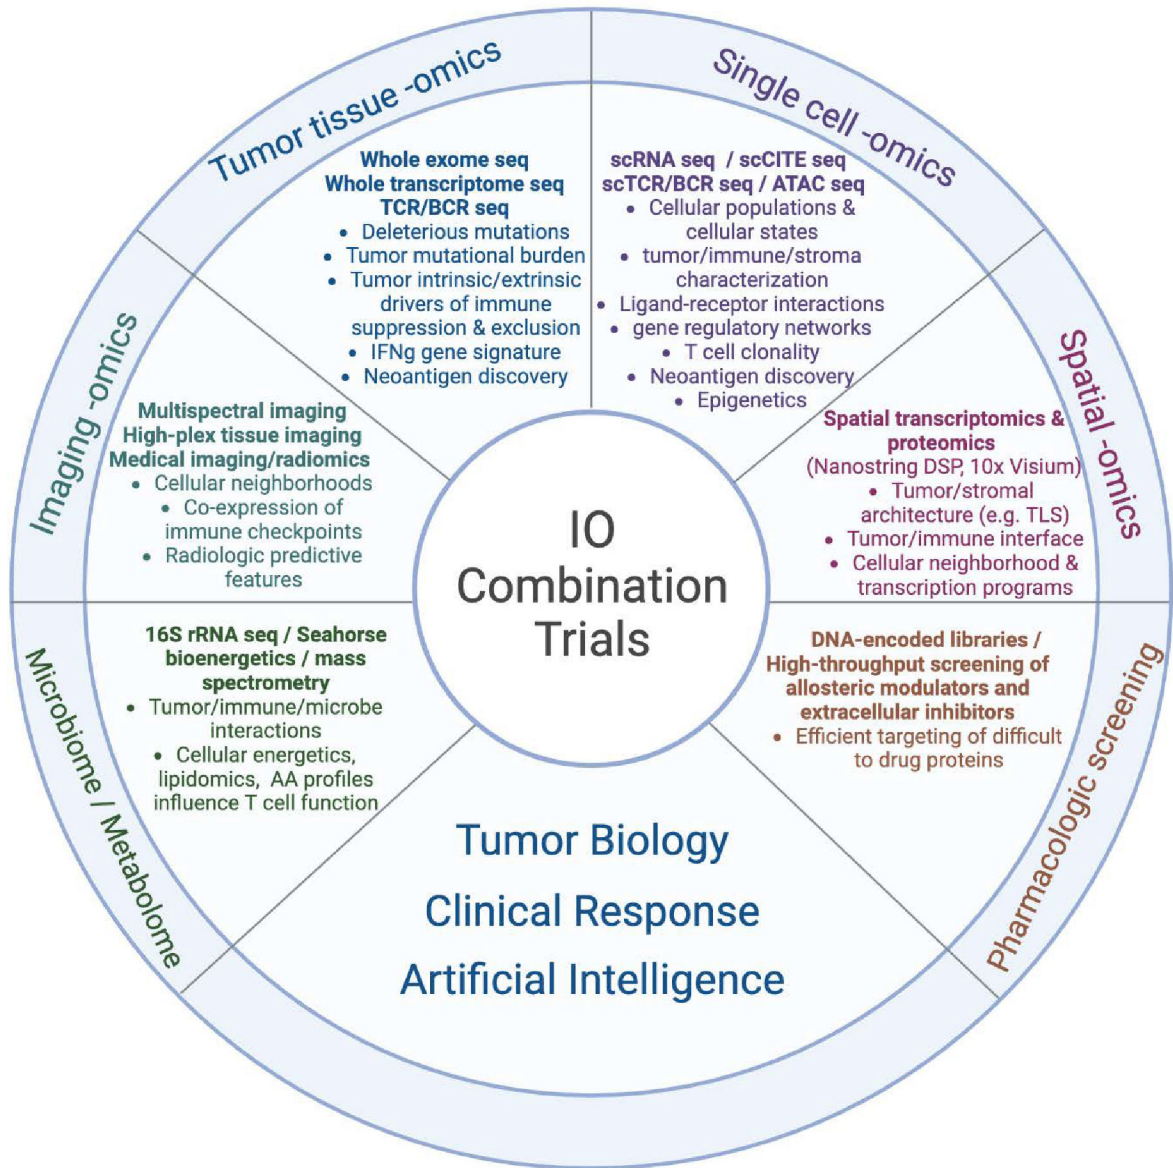 Tumor tissue -omics
Whole exome seq
Whole transcriptome seq
TCR/BCR seq
• Deleterious mutations
• Tumor mutational burden
• Tumor intrinsic/extrinsic
drivers of immune
suppression & exclusion
• IFNg gene signature
• Neoantigen discovery
Single cell -omics
scRNA seq / scCITE seq
scTCR/BCR seq / ATAC seq
• Cellular populations &
cellular states
• tumor/immune/stroma
characterization
• Ligand-receptor interactions
• gene regulatory networks
• T cell clonality
• Neoantigen discovery
• Epigenetics
Imaging -omics
Multispectral imaging
High-plex tissue imaging
Medical imaging/radiomics
• Cellular neighborhoods
• Co-expression of
immune checkpoints
• Radiologic predictive
features
Spatial -omics
Spatial transcriptomics &
proteomics
(Nanostring DSP, 10x Visium)
• Tumor/stromal
architecture (e.g. TLS)
• Tumor/immune interface
• Cellular neighborhood &
transcription programs
IO
Combination
Trials
Microbiome / Metabolome
16S rRNA seq / Seahorse
bioenergetics / mass
spectrometry
• Tumor/immune/microbe
interactions
• Cellular energetics,
lipidomics, AA profiles
influence T cell function
Pharmacologic screening
DNA-encoded libraries /
High-throughput screening of
allosteric modulators and
extracellular inhibitors
• Efficient targeting of difficult
to drug proteins
Tumor Biology
Clinical Response
Artificial Intelligence